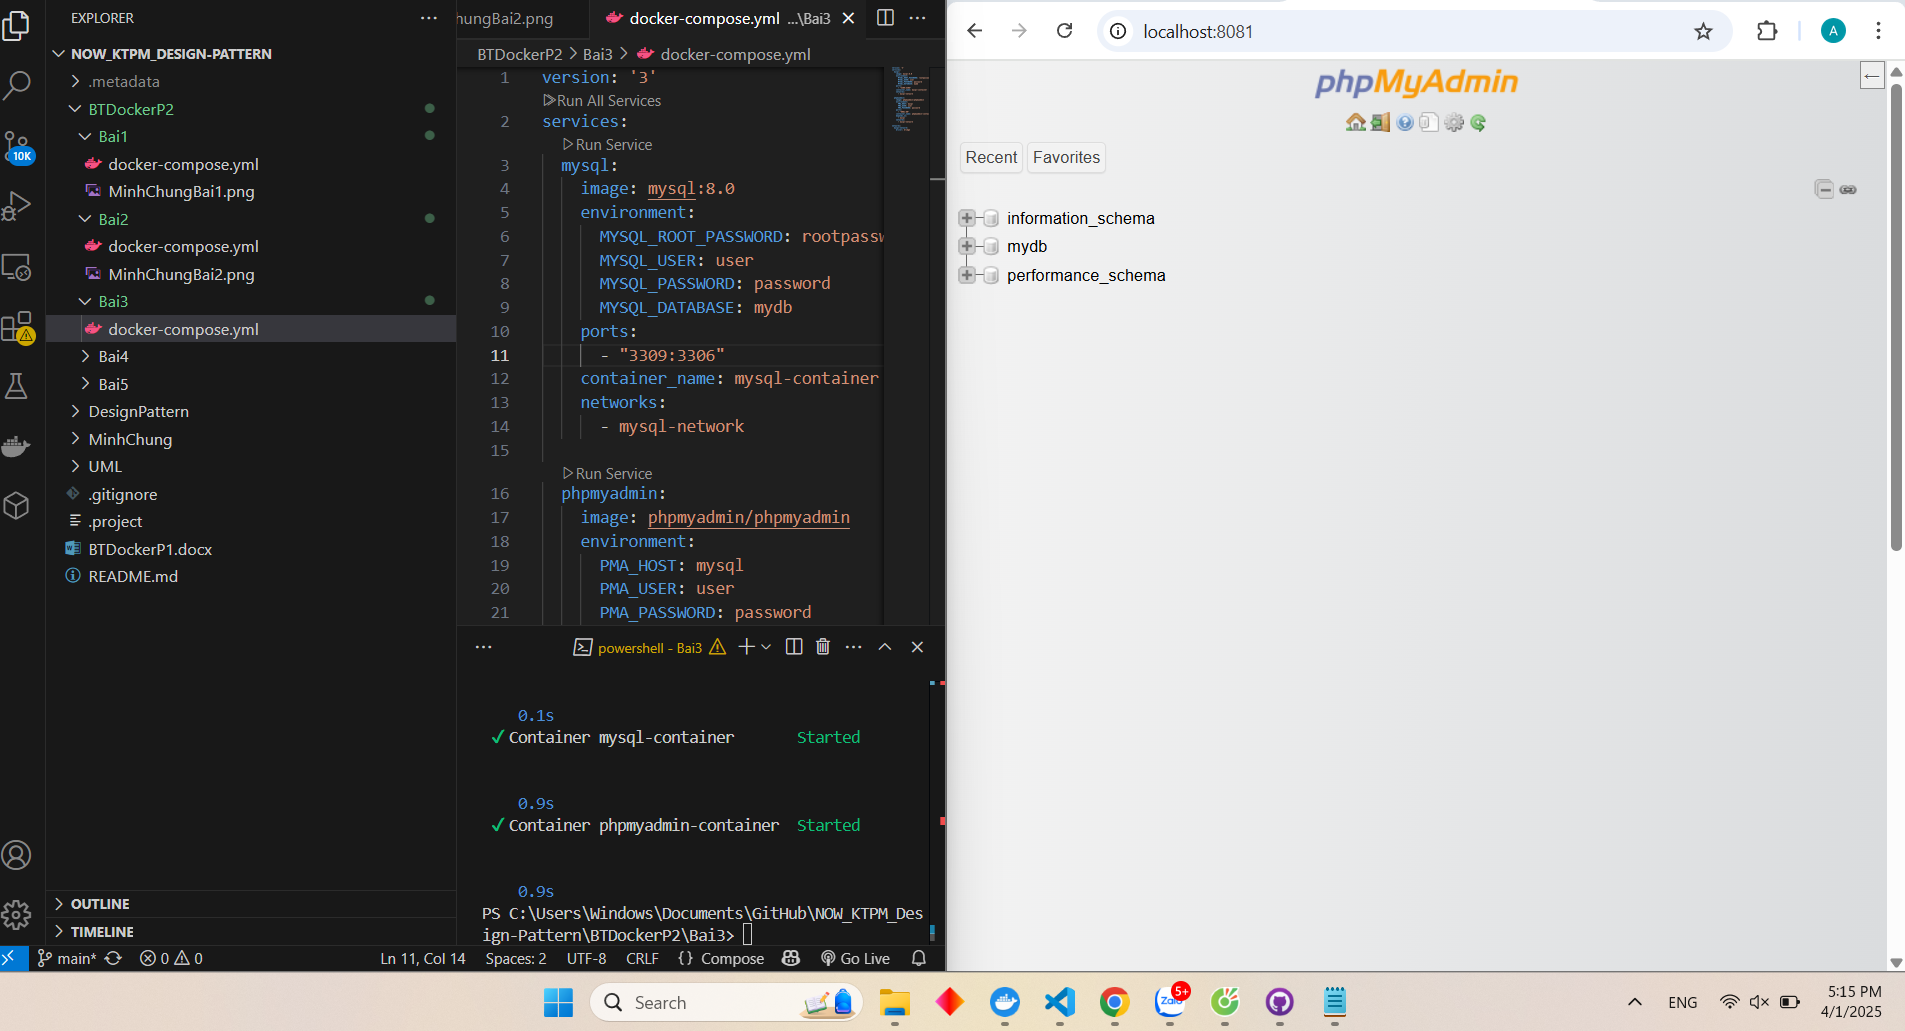 EXPLORER
NOW_KTPM_DESIGN-PATTERN
.metadata
BTDockerP2
Bai1
docker-compose.yml
MinhChungBai1.png
Bai2
docker-compose.yml
MinhChungBai2.png
Bai3
docker-compose.yml
Bai4
Bai5
DesignPattern
MinhChung
UML
.gitignore
.project
BTDockerP1.docx
README.md
OUTLINE
TIMELINE
10K
hungBai2.png
docker-compose.yml ...\Bai3
BTDockerP2 > Bai3 > docker-compose.yml
1 version: '3'
Run All Services
2 services:
Run Service
3 mysql:
4 image: mysql:8.0
5 environment:
6 MYSQL_ROOT_PASSWORD: rootpassw
7 MYSQL_USER: user
8 MYSQL_PASSWORD: password
9 MYSQL_DATABASE: mydb
10 ports:
11 - "3309:3306"
12 container_name: mysql-container
13 networks:
14 - mysql-network
15
Run Service
16 phpmyadmin:
17 image: phpmyadmin/phpmyadmin
18 environment:
19 PMA_HOST: mysql
20 PMA_USER: user
21 PMA_PASSWORD: password
powershell - Bai3
0.1s
✓ Container mysql-container Started
0.9s
✓ Container phpmyadmin-container Started
0.9s
PS C:\Users\Windows\Documents\GitHub\NOW_KTPM_Des
ign-Pattern\BTDockerP2\Bai3>
main* 0 0 Ln 11, Col 14 Spaces: 2 UTF-8 CRLF {} Compose Go Live
localhost:8081
A
phpMyAdmin
Recent Favorites
information_schema
mydb
performance_schema
Search
Zalo
5+
ENG
5:15 PM
4/1/2025